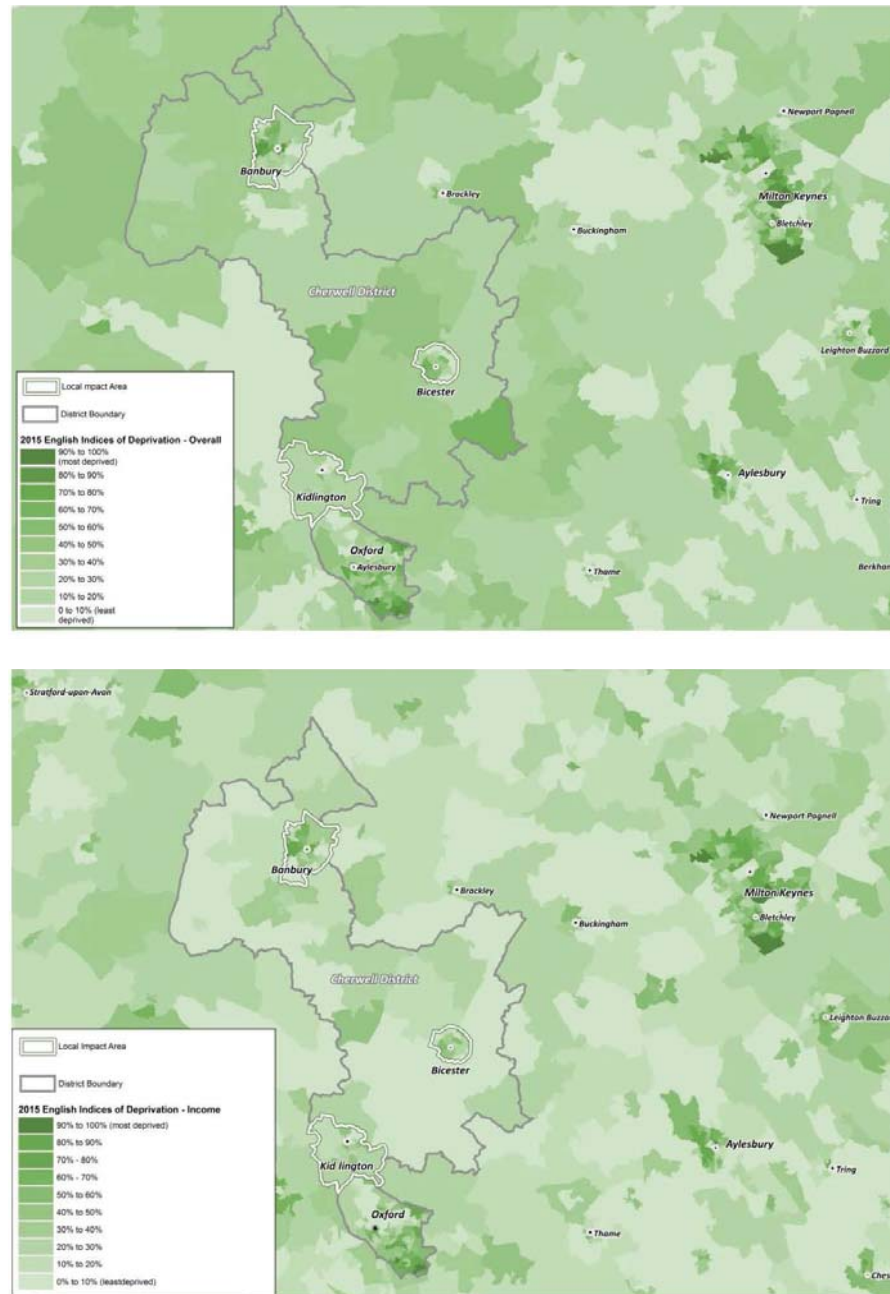 Newport Pagnell
Banbury
Brackley
Milton Keynes
Bletchley
Buckingham
Cherwell District
Leighton Buzzard
Bicester
Local Impact Area
District Boundary
2015 English Indices of Deprivation - Overall
90% to 100%
(most deprived)
80% to 90%
70% to 80%
60% to 70%
50% to 60%
40% to 50%
30% to 40%
20% to 30%
10% to 20%
0 to 10% (least
deprived)
Kidlington
Aylesbury
Tring
Oxford
Aylesbury
Thame
Berkham
Stratford-upon-Avon
Newport Pagnell
Banbury
Brackley
Milton Keynes
Bletchley
Buckingham
Cherwell District
Leighton Buzza
Bicester
Local Impact Area
District Boundary
2015 English Indices of Deprivation - Income
90% to 100% (most deprived)
80% to 90%
70% - 80%
60% - 70%
50% to 60%
40% to 50%
30% to 40%
20% to 30%
10% to 20%
0% to 10% (leastdeprived)
Kid lington
Aylesbury
Tring
Oxford
Thame
Ches